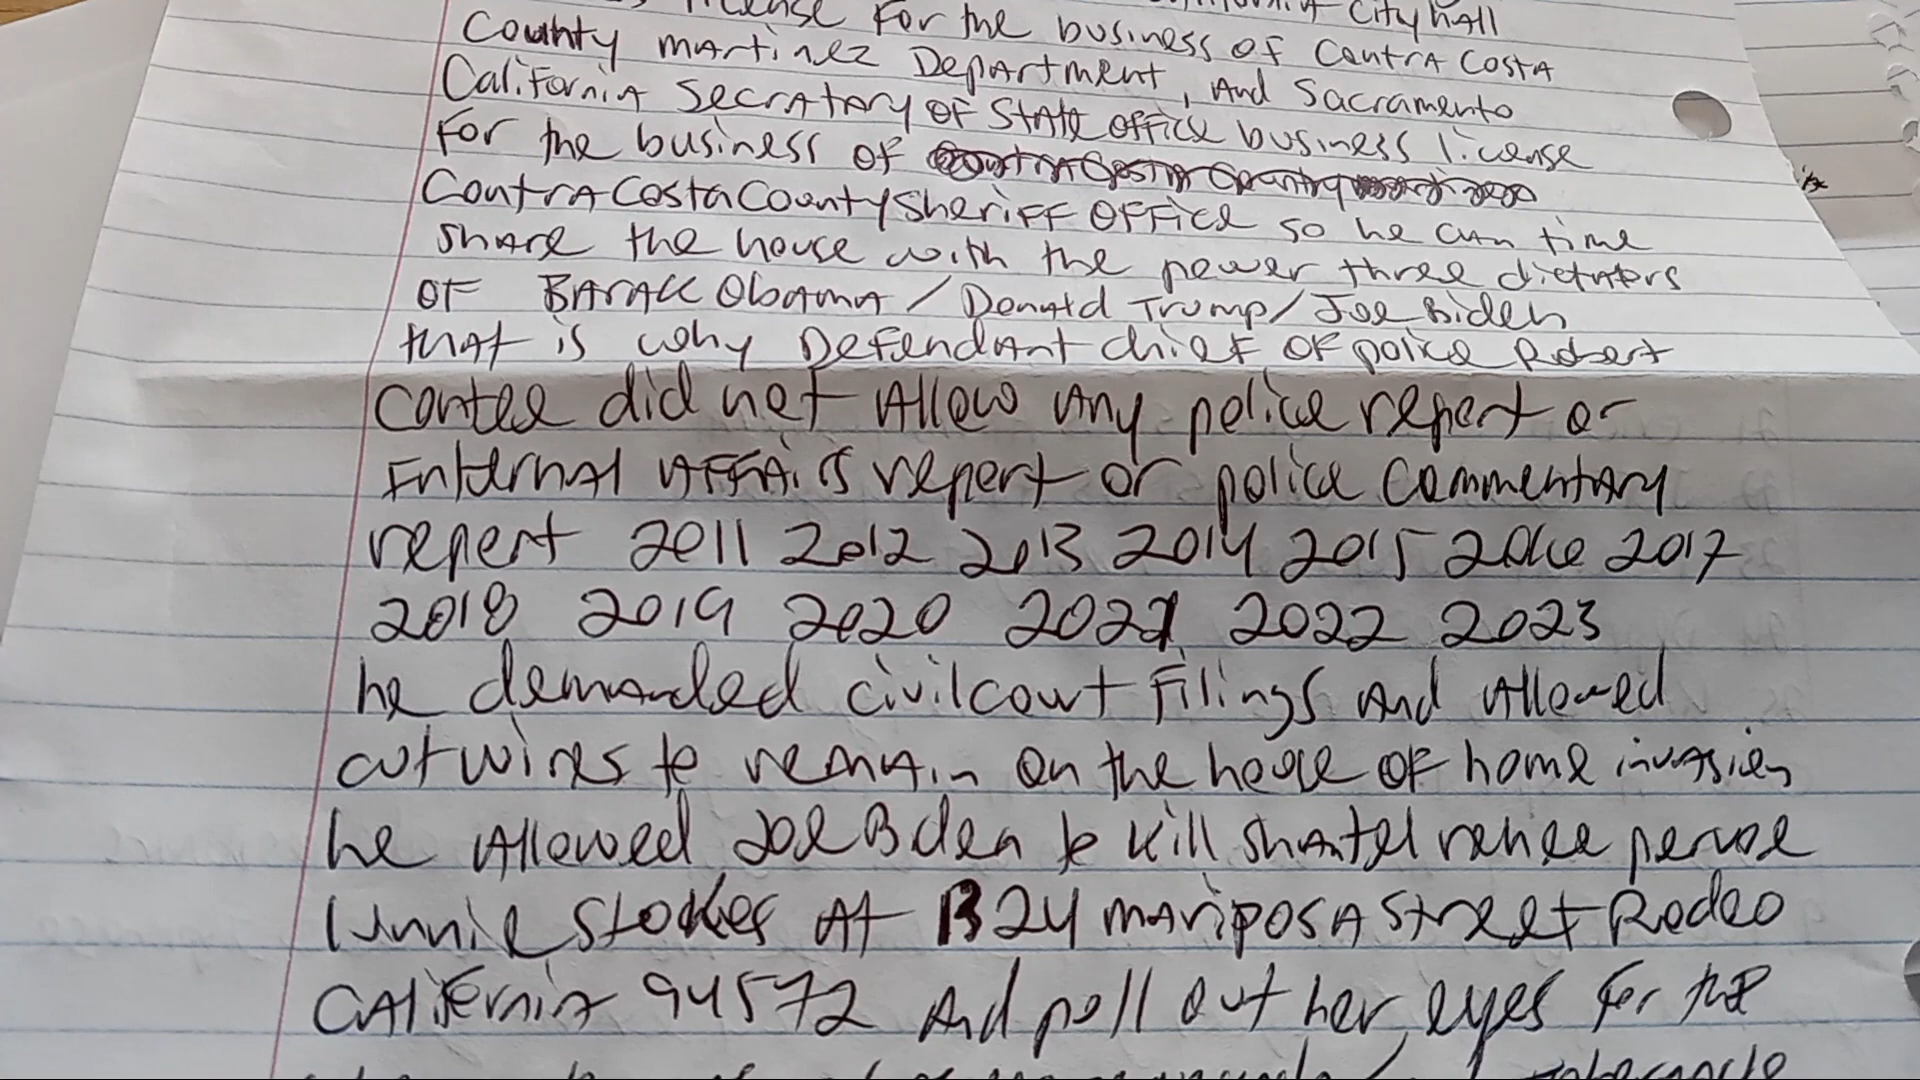 license For the business of Contra Costa
County Martinez Department, And Sacramento
California Secratary OF State office business license
For the business of
Contra Costa County Sheriff OFFice so he can time
share the house with the power three dictators
OF BArack ObamA / Donald Trump / Joe Biden
that is why Defendant chief OF police Robert
Contee did not Allow Any police report or
Internal AFFAirs report or police Commentary
report 2011 2012 2013 2014 2015 2016 2017
2018 2019 2020 2021 2022 2023
he demanded civil court Filings And Allowed
cut wires to remain on the house OF home invasion
he Allowed Joe Biden to kill shantel renee
At 1324 mariposA Street Rodeo
California 94572 And pull out her eyes For the